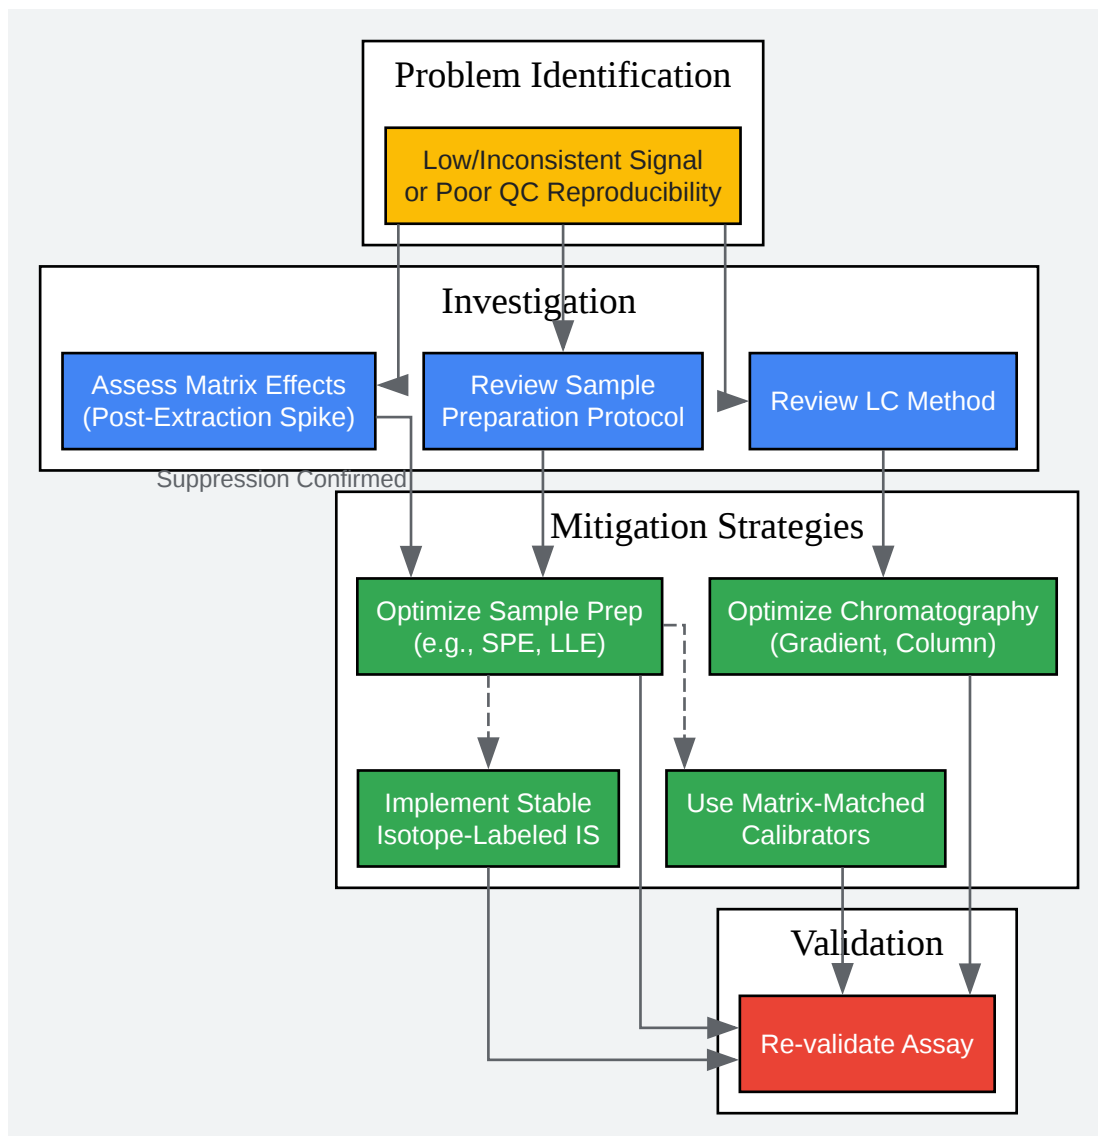 Problem Identification
Low/Inconsistent Signal
or Poor QC Reproducibility
Investigation
Assess Matrix Effects
(Post-Extraction Spike)
Review Sample
Preparation Protocol
Review LC Method
Suppression Confirmed
Mitigation Strategies
Optimize Sample Prep
(e.g., SPE, LLE)
Optimize Chromatography
(Gradient, Column)
Implement Stable
Isotope-Labeled IS
Use Matrix-Matched
Calibrators
Validation
Re-validate Assay